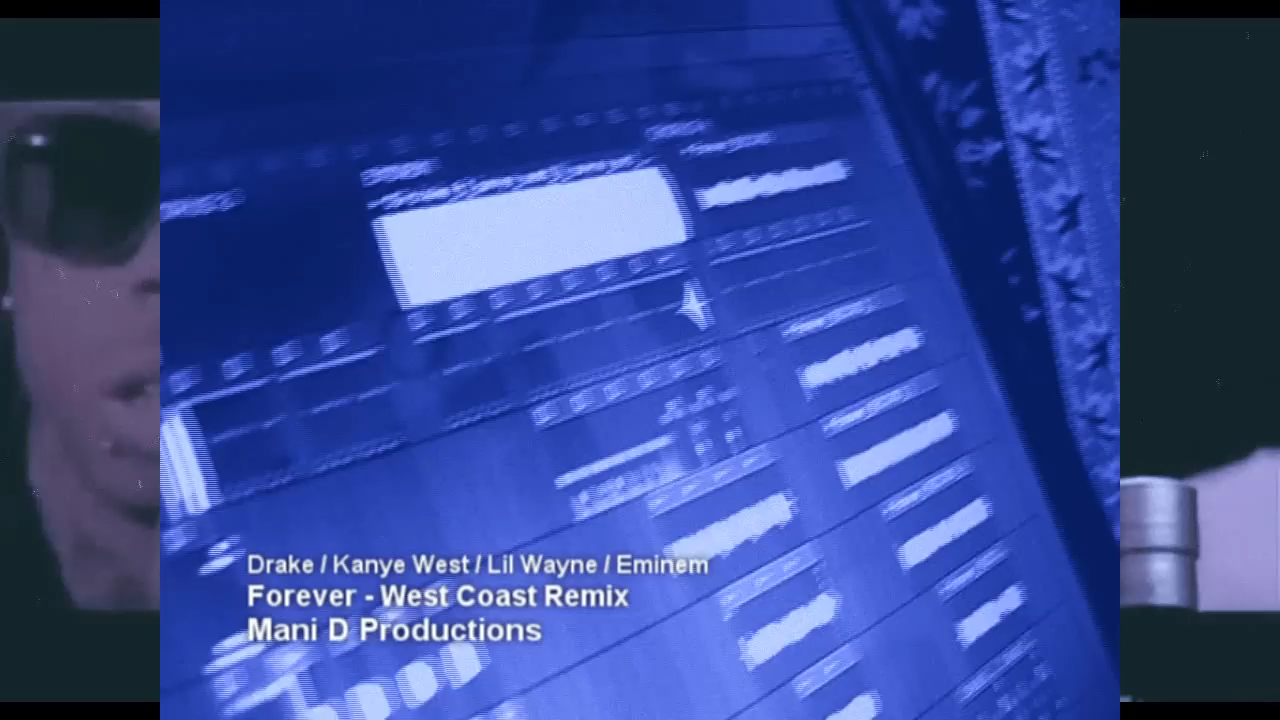 Drake / Kanye West / Lil Wayne / Eminem
Forever - West Coast Remix
Mani D Productions